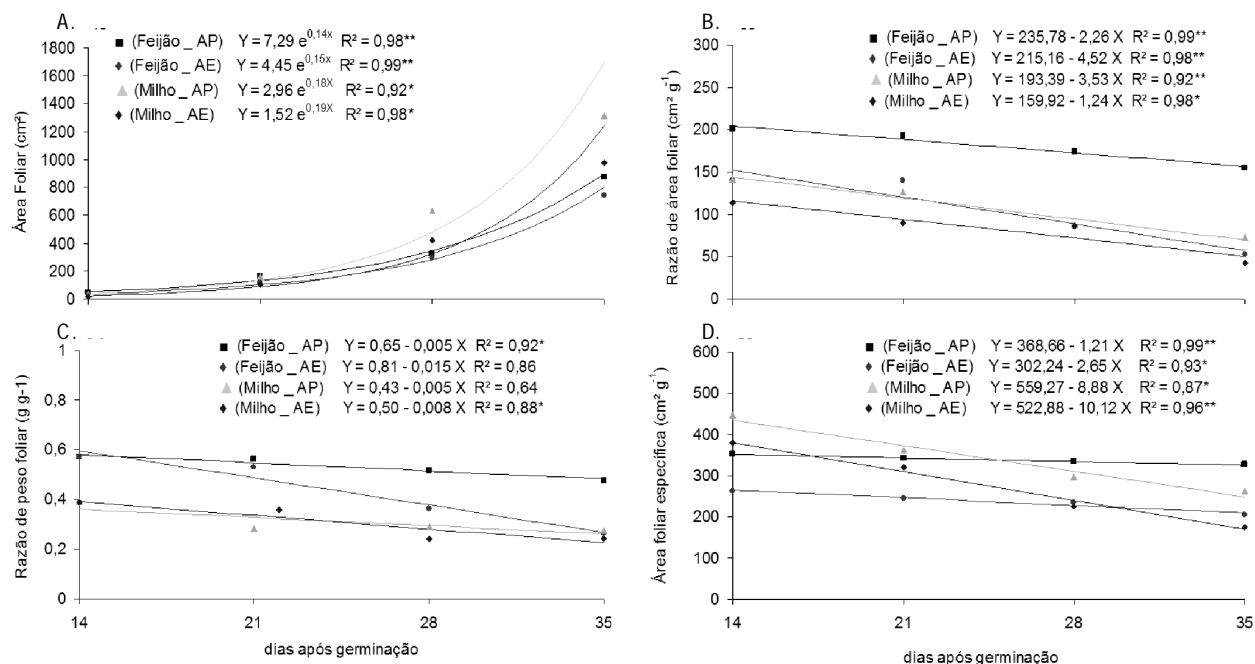 A.
(Feijão _ AP) Y = 7,29 e^0,14x R² = 0,98**
(Feijão _ AE) Y = 4,45 e^0,15x R² = 0,99**
(Milho _ AP) Y = 2,96 e^0,18X R² = 0,92*
(Milho _ AE) Y = 1,52 e^0,19X R² = 0,98*
Área Foliar (cm²)
1800
1600
1400
1200
1000
800
600
400
200
0
14
21
28
35
B.
(Feijão _ AP) Y = 235,78 - 2,26 X R² = 0,99**
(Feijão _ AE) Y = 215,16 - 4,52 X R² = 0,98**
(Milho _ AP) Y = 193,39 - 3,53 X R² = 0,92**
(Milho _ AE) Y = 159,92 - 1,24 X R² = 0,98*
Razão de área foliar (cm² g⁻¹)
300
250
200
150
100
50
0
14
21
28
35
C.
(Feijão _ AP) Y = 0,65 - 0,005 X R² = 0,92*
(Feijão _ AE) Y = 0,81 - 0,015 X R² = 0,86
(Milho _ AP) Y = 0,43 - 0,005 X R² = 0,64
(Milho _ AE) Y = 0,50 - 0,008 X R² = 0,88*
Razão de peso foliar (g g-1)
1
0,8
0,6
0,4
0,2
0
14
21
28
35
dias após germinação
D.
(Feijão _ AP) Y = 368,66 - 1,21 X R² = 0,99**
(Feijão _ AE) Y = 302,24 - 2,65 X R² = 0,93*
(Milho _ AP) Y = 559,27 - 8,88 X R² = 0,87*
(Milho _ AE) Y = 522,88 - 10,12 X R² = 0,96**
Área foliar específica (cm² g⁻¹)
600
500
400
300
200
100
0
14
21
28
35
dias após germinação